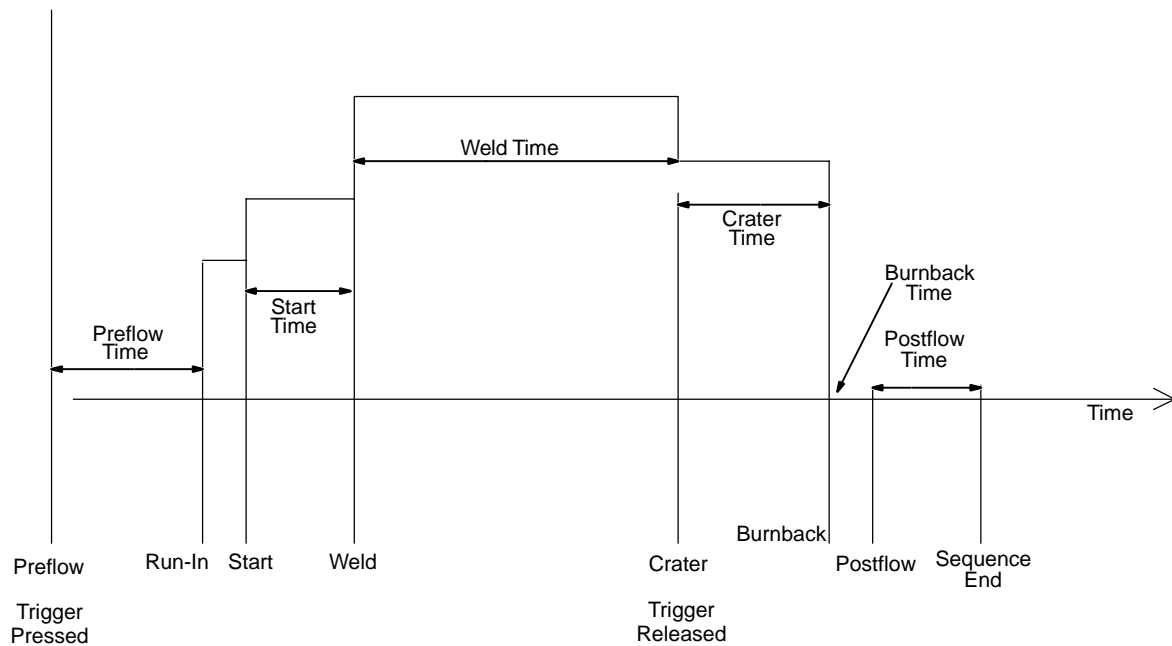 Weld Time
Crater
Time
Burnback
Time
Start
Time
Preflow
Time
Postflow
Time
Time
Burnback
Preflow
Run-In
Start
Weld
Crater
Postflow
Sequence
End
Trigger
Pressed
Trigger
Released